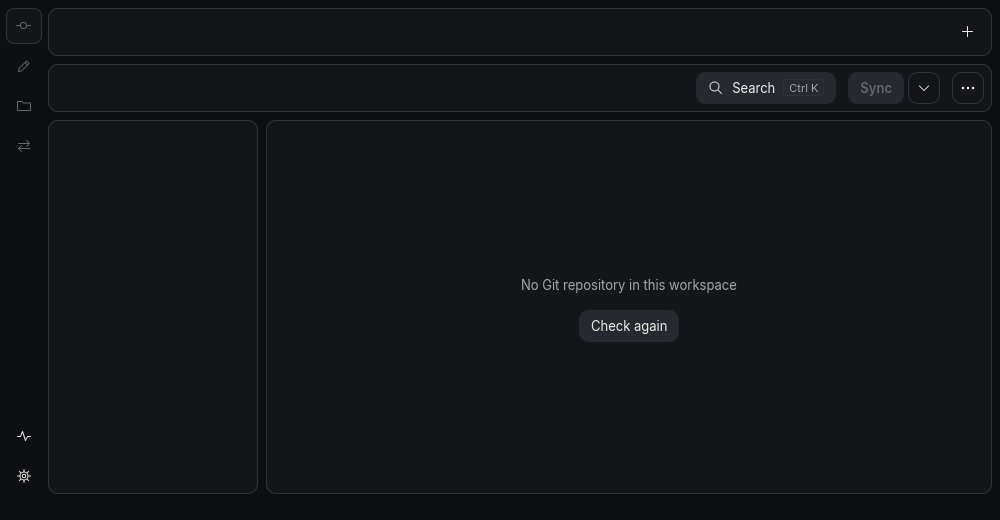 Search Ctrl K Sync
No Git repository in this workspace
Check again